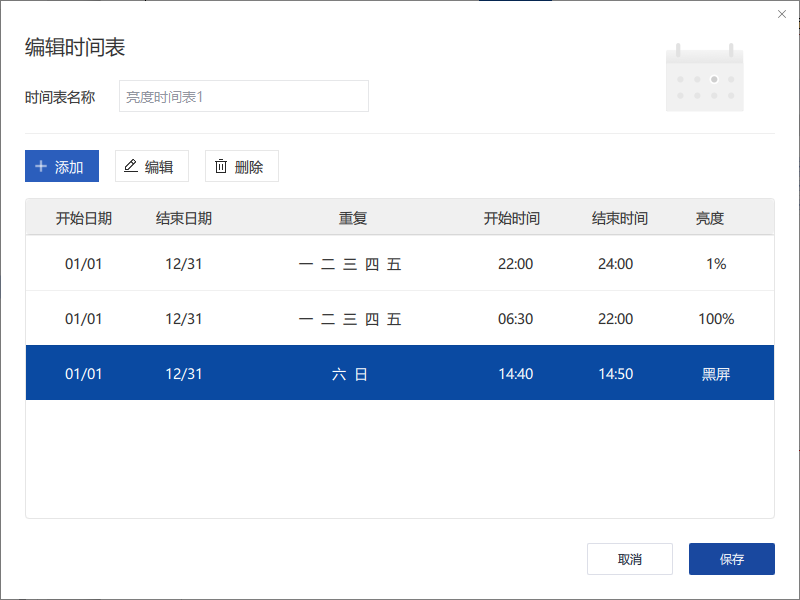 编辑时间表
时间表名称 亮度时间表1
添加 编辑 删除
开始日期 结束日期 重复 开始时间 结束时间 亮度
01/01 12/31 一 二 三 四 五 22:00 24:00 1%
01/01 12/31 一 二 三 四 五 06:30 22:00 100%
01/01 12/31 六 日 14:40 14:50 黑屏
取消 保存